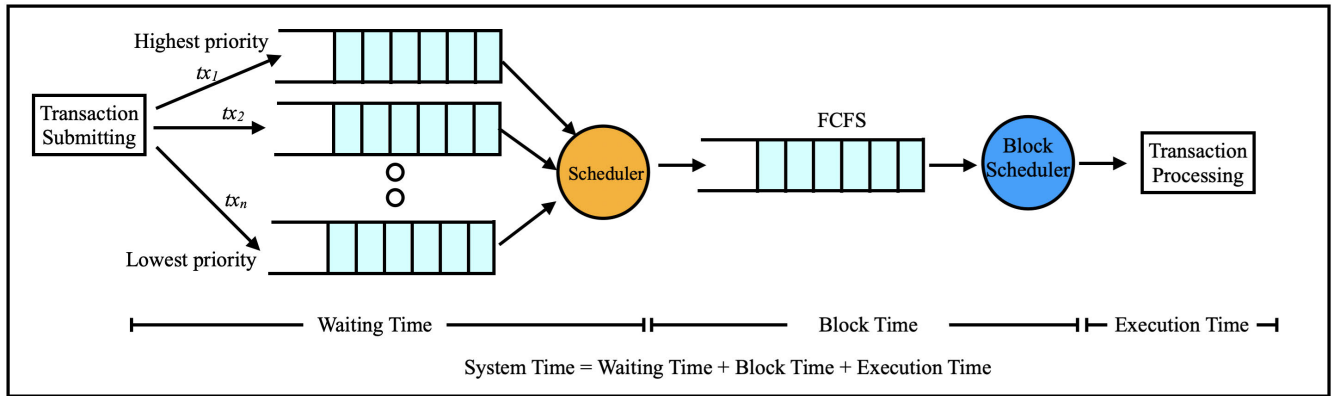 Highest priority
tx1
Transaction
Submitting
tx2
txn
Lowest priority
Scheduler
FCFS
Block
Scheduler
Transaction
Processing
Waiting Time
Block Time
Execution Time
System Time = Waiting Time + Block Time + Execution Time